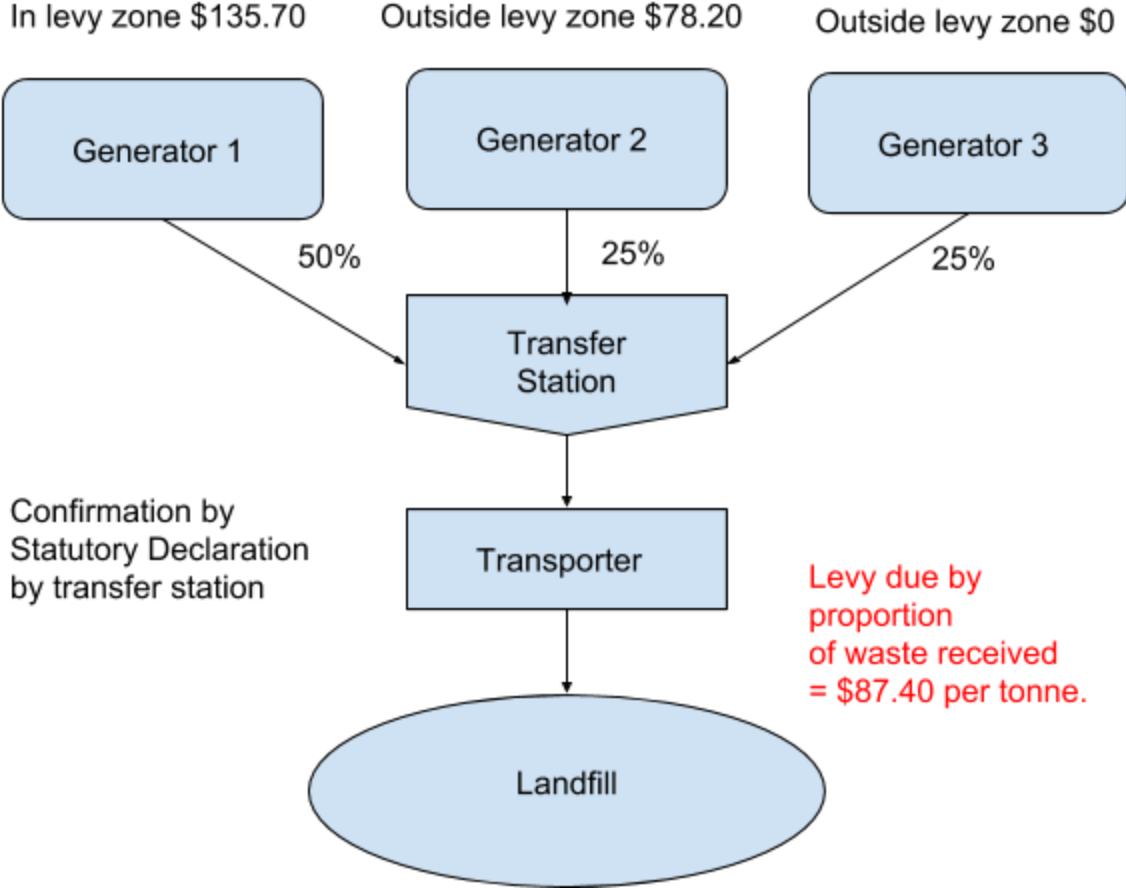 In levy zone $135.70
Outside levy zone $78.20
Outside levy zone $0
Generator 1
Generator 2
Generator 3
50%
25%
25%
Transfer
Station
Confirmation by
Statutory Declaration
by transfer station
Transporter
Levy due by
proportion
of waste received
= $87.40 per tonne.
Landfill